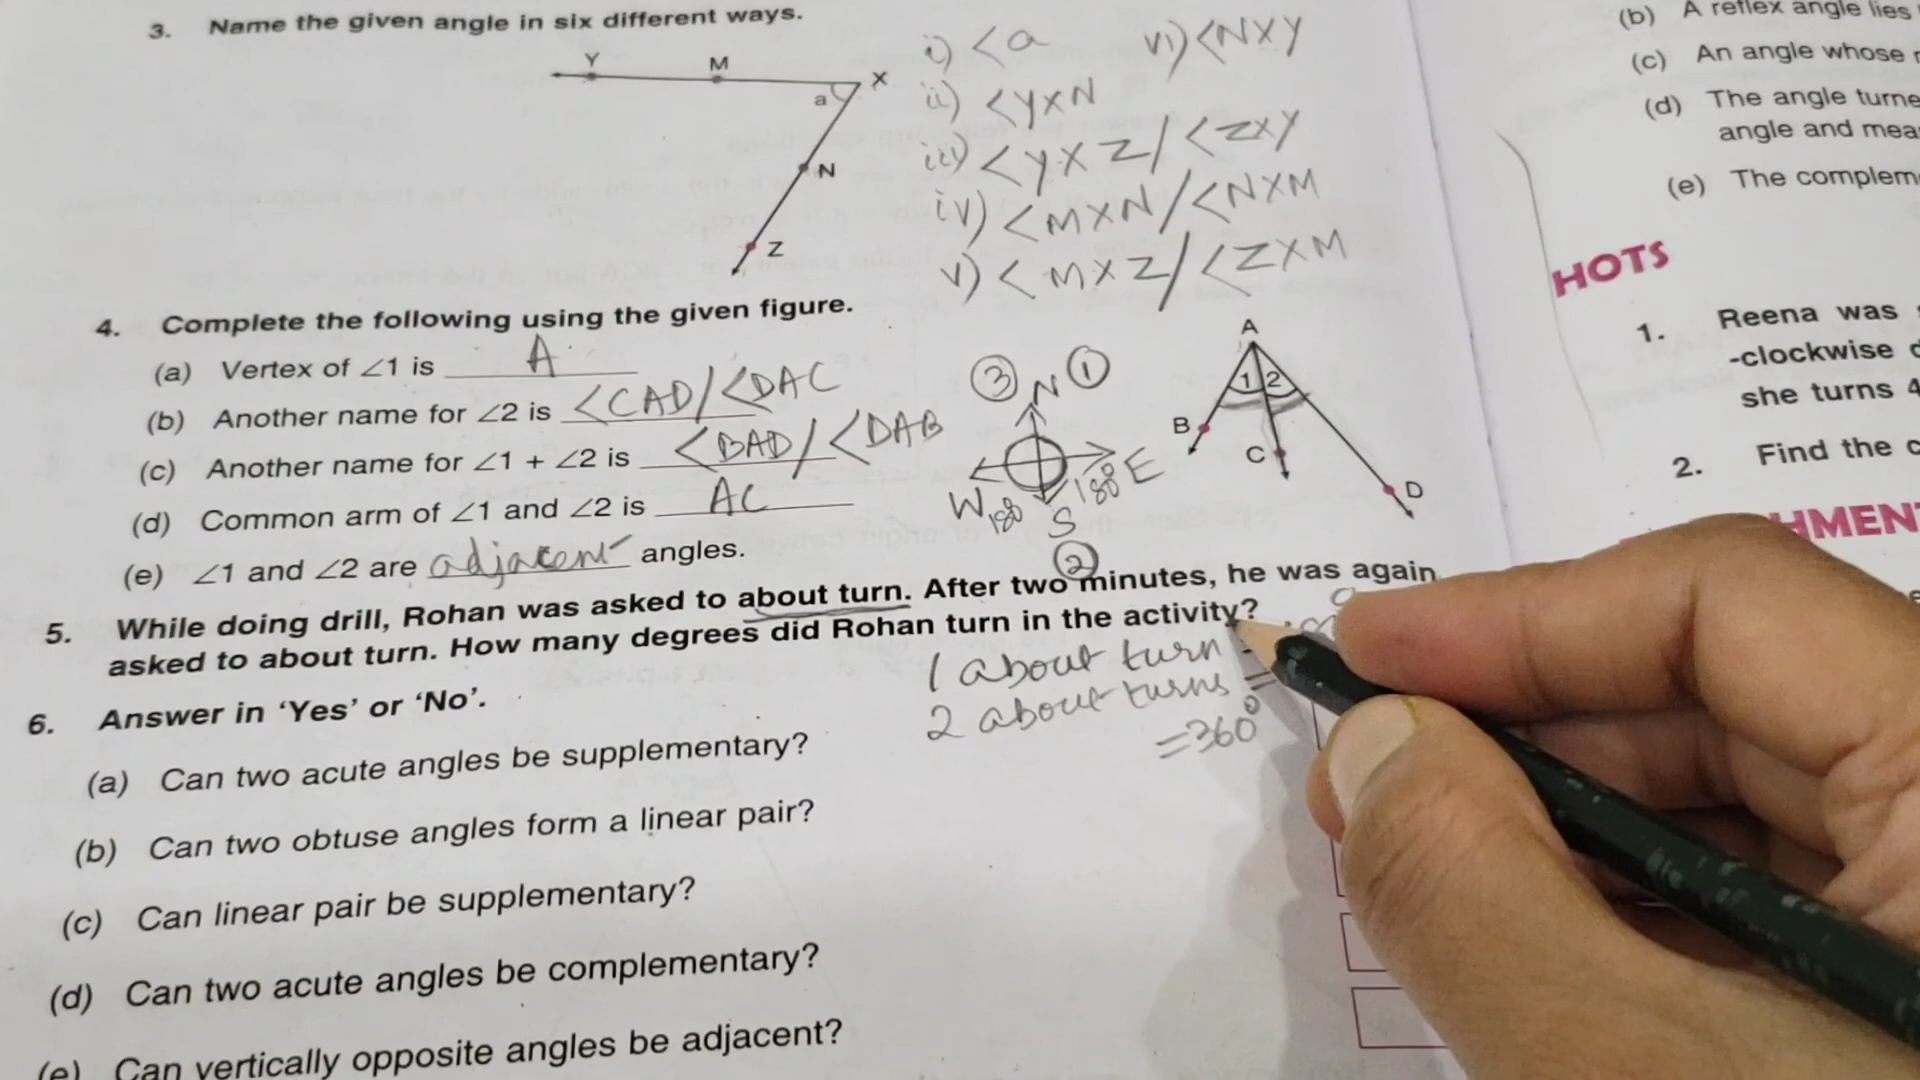 3. Name the given angle in six different ways.
Y M X
a
N
Z
i) <a
vi) <NXY
ii) <YXN
iii) <YXZ/<ZXY
iv) <MXN/<NXM
v) <MXZ/<ZXM
4. Complete the following using the given figure.
(a) Vertex of ∠1 is A
(b) Another name for ∠2 is <CAD/<DAC
(c) Another name for ∠1 + ∠2 is <BAD/<DAB
(d) Common arm of ∠1 and ∠2 is AC
(e) ∠1 and ∠2 are adjacent angles.
③ N ①
W 180 180° E
S
②
A
1 2
B
C
D
5. While doing drill, Rohan was asked to about turn. After two minutes, he was again
asked to about turn. How many degrees did Rohan turn in the activity?
1 about turn
2 about turns =
=360°
6. Answer in ‘Yes’ or ‘No’.
(a) Can two acute angles be supplementary?
(b) Can two obtuse angles form a linear pair?
(c) Can linear pair be supplementary?
(d) Can two acute angles be complementary?
(e) Can vertically opposite angles be adjacent?
(b) A reflex angle lies
(c) An angle whose
(d) The angle turne
angle and mea
(e) The complem
HOTS
1. Reena was
-clockwise
she turns 4
2. Find the
HMENT